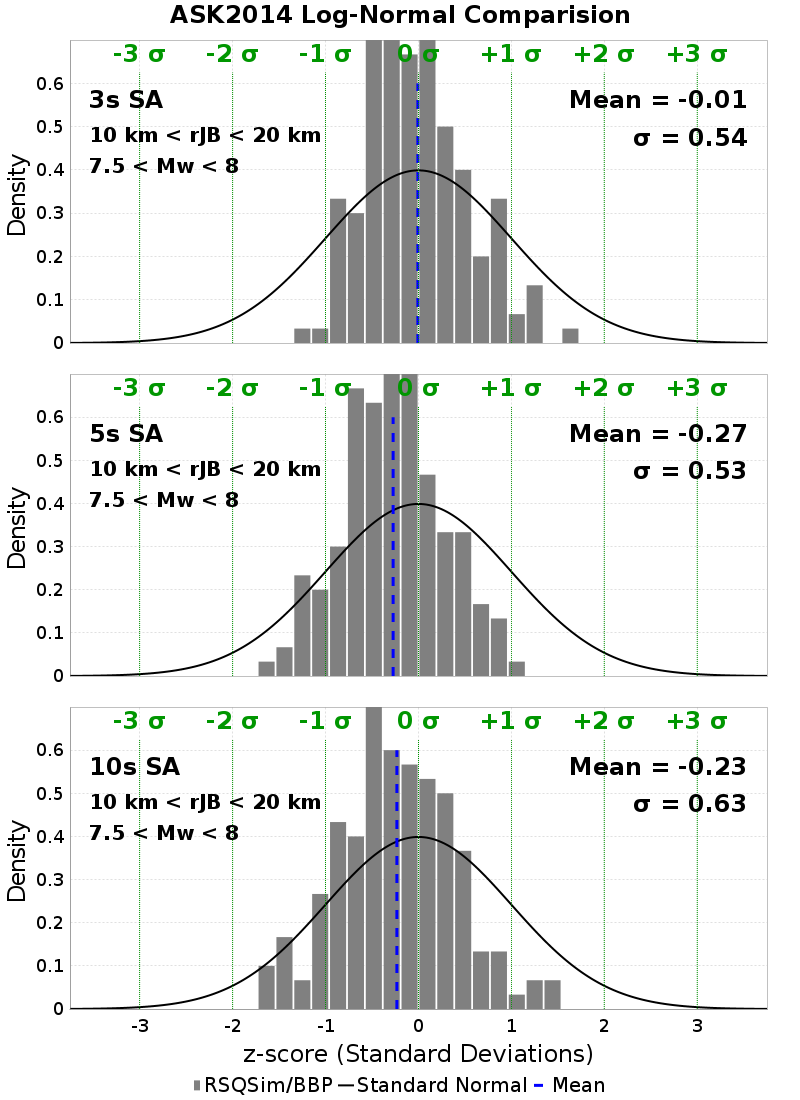 ASK2014 Log-Normal Comparision
-3 σ -2 σ -1 σ 0 σ +1 σ +2 σ +3 σ
3s SA Mean = -0.01
10 km < rJB < 20 km σ = 0.54
7.5 < Mw < 8
0.6
0.5
0.4
0.3
0.2
0.1
0
Density
-3 σ -2 σ -1 σ 0 σ +1 σ +2 σ +3 σ
5s SA Mean = -0.27
10 km < rJB < 20 km σ = 0.53
7.5 < Mw < 8
0.6
0.5
0.4
0.3
0.2
0.1
0
Density
-3 σ -2 σ -1 σ 0 σ +1 σ +2 σ +3 σ
10s SA Mean = -0.23
10 km < rJB < 20 km σ = 0.63
7.5 < Mw < 8
0.6
0.5
0.4
0.3
0.2
0.1
0
Density
-3 -2 -1 0 1 2 3
z-score (Standard Deviations)
RSQSim/BBP Standard Normal Mean